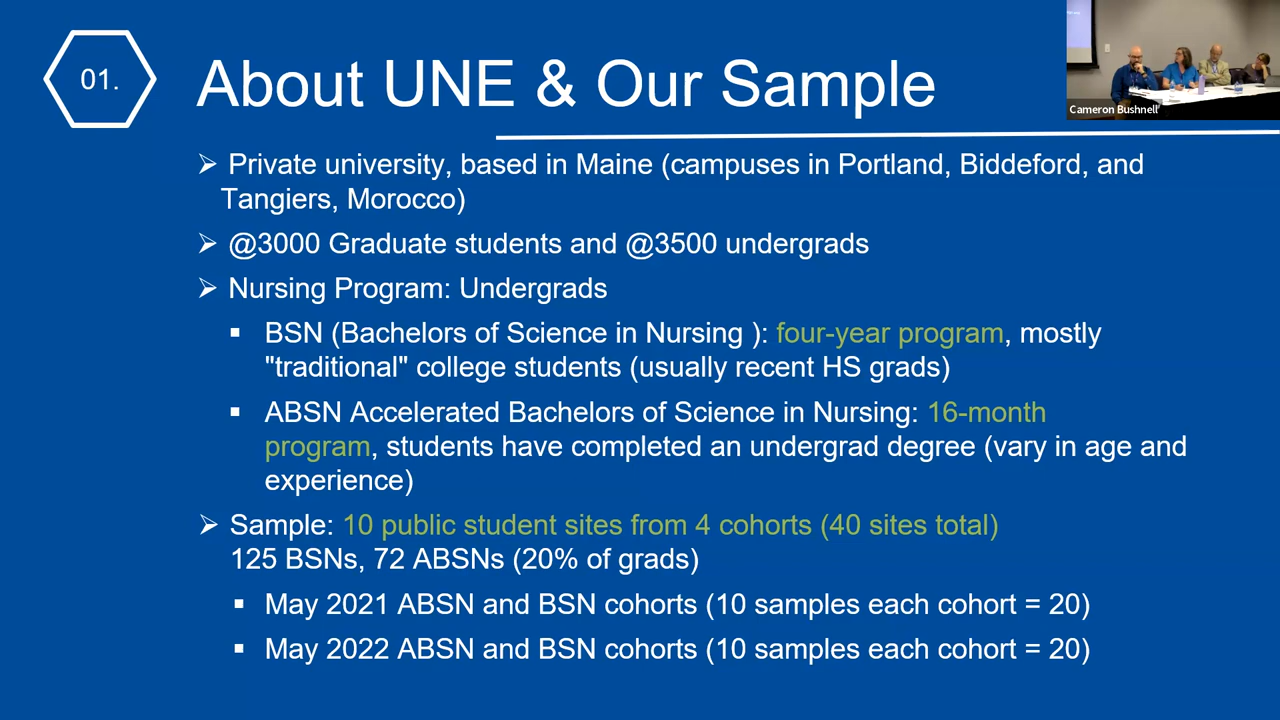 01.
About UNE & Our Sample
Cameron Bushnell
➢ Private university, based in Maine (campuses in Portland, Biddeford, and
Tangiers, Morocco)
➢ @3000 Graduate students and @3500 undergrads
➢ Nursing Program: Undergrads
▪ BSN (Bachelors of Science in Nursing ): four-year program, mostly
"traditional" college students (usually recent HS grads)
▪ ABSN Accelerated Bachelors of Science in Nursing: 16-month
program, students have completed an undergrad degree (vary in age and
experience)
➢ Sample: 10 public student sites from 4 cohorts (40 sites total)
125 BSNs, 72 ABSNs (20% of grads)
▪ May 2021 ABSN and BSN cohorts (10 samples each cohort = 20)
▪ May 2022 ABSN and BSN cohorts (10 samples each cohort = 20)